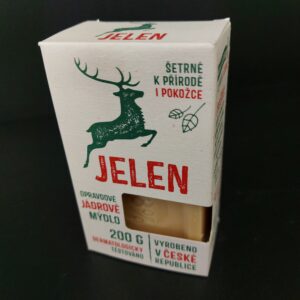 JELEN
ŠETRNÉ
K PŘÍRODĚ
I POKOŽCE
JELEN
OPRAVDOVÉ
JÁDROVÉ
MÝDLO
200 G
DERMATOLOGICKY
TESTOVÁNO
VYROBENO
V ČESKÉ
REPUBLICE